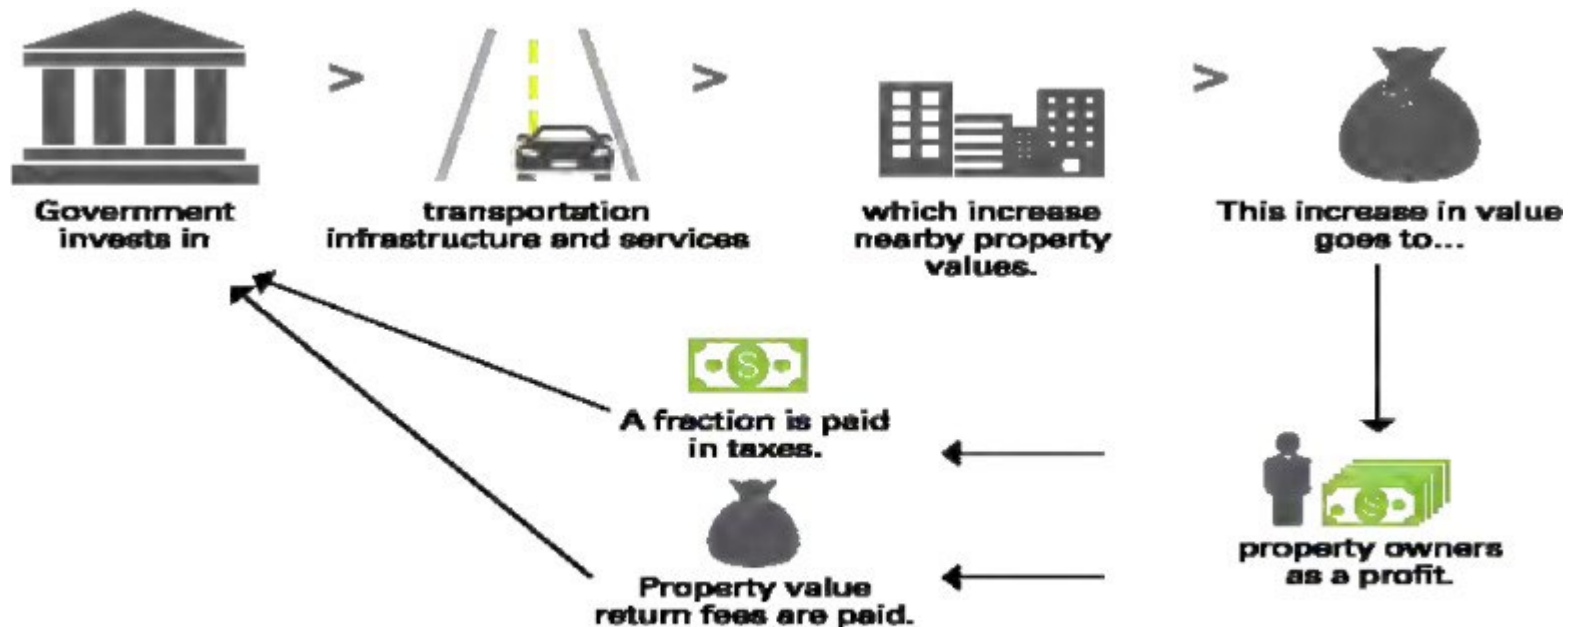 Government
invests in
>
transportation
infrastructure and services
>
which increase
nearby property
values.
>
This increase in value
goes to...
$
A fraction is paid
in taxes.
$
property owners
as a profit.
Property value
return fees are paid.